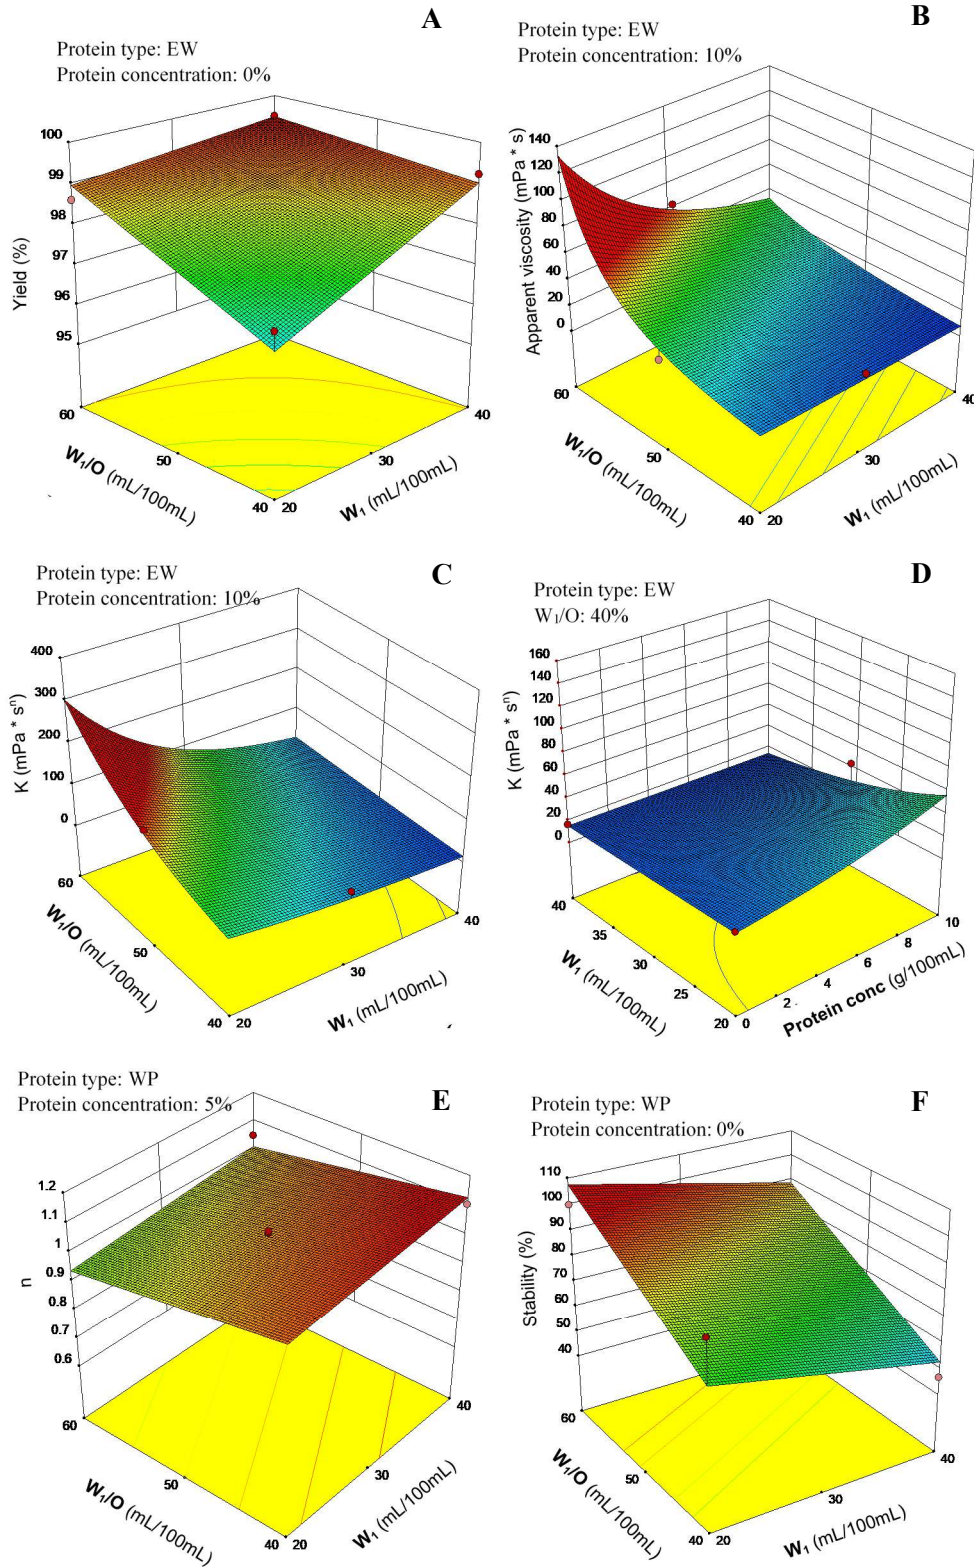 A
Protein type: EW
Protein concentration: 0%
100
99
98
97
96
95
Yield (%)
60
50
40
W₁/O (mL/100mL)
20
30
40
W₁ (mL/100mL)
B
Protein type: EW
Protein concentration: 10%
140
120
100
80
60
40
20
0
Apparent viscosity (mPa * s)
60
50
40
W₁/O (mL/100mL)
20
30
40
W₁ (mL/100mL)
C
Protein type: EW
Protein concentration: 10%
400
300
200
100
0
K (mPa * sⁿ)
60
50
40
W₁/O (mL/100mL)
20
30
40
W₁ (mL/100mL)
D
Protein type: EW
W₁/O: 40%
160
140
120
100
80
60
40
20
0
K (mPa * sⁿ)
40
35
30
25
20
W₁ (mL/100mL)
0
2
4
6
8
10
Protein conc (g/100mL)
E
Protein type: WP
Protein concentration: 5%
1.2
1.1
1
0.9
0.8
0.7
0.6
n
60
50
40
W₁/O (mL/100mL)
20
30
40
W₁ (mL/100mL)
F
Protein type: WP
Protein concentration: 0%
110
100
90
80
70
60
50
40
Stability (%)
60
50
40
W₁/O (mL/100mL)
20
30
40
W₁ (mL/100mL)